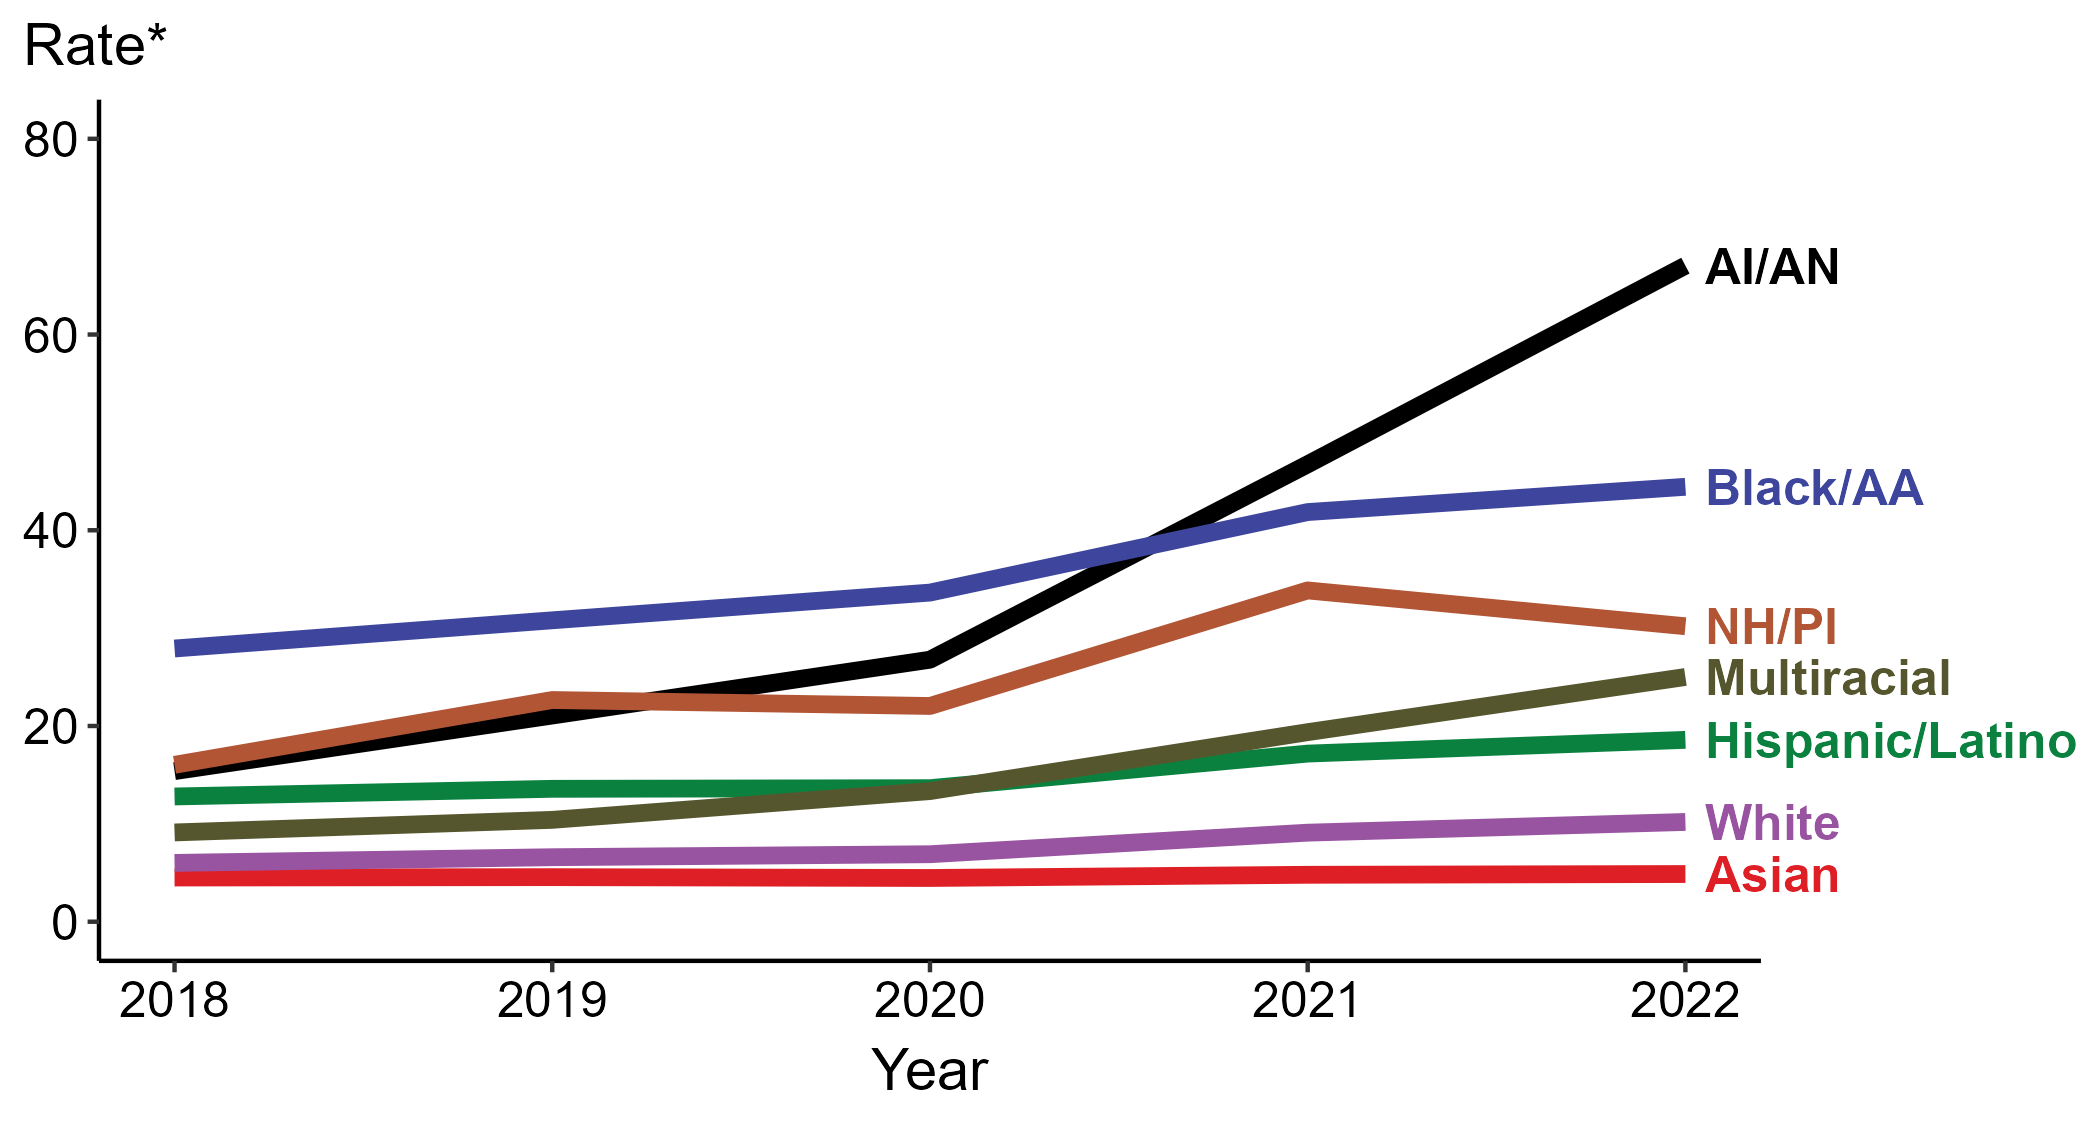 Rate*
80
60
40
20
0
AI/AN
Black/AA
NH/PI
Multiracial
Hispanic/Latino
White
Asian
2018 2019 2020 2021 2022
Year